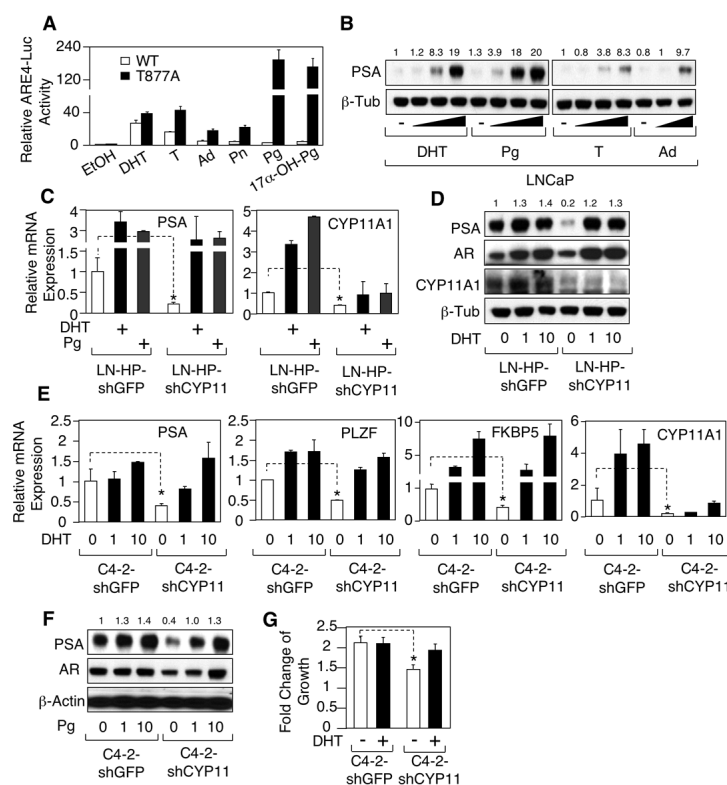 A
Relative ARE4-Luc
Activity
240
120
40
0
WT
T877A
EtOH
DHT
T
Ad
Pn
Pg
17α-OH-Pg
B
1 1.2 8.3 19 1.3 3.9 18 20 1 0.8 3.8 8.3 0.8 1 9.7
PSA
β-Tub
- - - -
DHT Pg T Ad
LNCaP
C
Relative mRNA
Expression
4
3
2
1.5
1
0.5
0
PSA
*
5
4
3
2
1
0
CYP11A1
*
DHT + + + +
Pg + + + +
LN-HP- LN-HP- LN-HP- LN-HP-
shGFP shCYP11 shGFP shCYP11
D
1 1.3 1.4 0.2 1.2 1.3
PSA
AR
CYP11A1
β-Tub
DHT 0 1 10 0 1 10
LN-HP- LN-HP-
shGFP shCYP11
E
Relative mRNA
Expression
2.5
2
1.5
1
0.5
0
PSA
*
2.5
2
1.5
1
0.5
0
PLZF
*
10
5
2
0
FKBP5
*
6
4
2
0
CYP11A1
*
DHT 0 1 10 0 1 10 0 1 10 0 1 10 0 1 10 0 1 10 0 1 10 0 1 10
C4-2- C4-2- C4-2- C4-2- C4-2- C4-2- C4-2- C4-2-
shGFP shCYP11 shGFP shCYP11 shGFP shCYP11 shGFP shCYP11
F
1 1.3 1.4 0.4 1.0 1.3
PSA
AR
β-Actin
Pg 0 1 10 0 1 10
C4-2- C4-2-
shGFP shCYP11
G
Fold Change of
Growth
2.5
2
1.5
1
0.5
0
*
DHT - + - +
C4-2- C4-2-
shGFP shCYP11